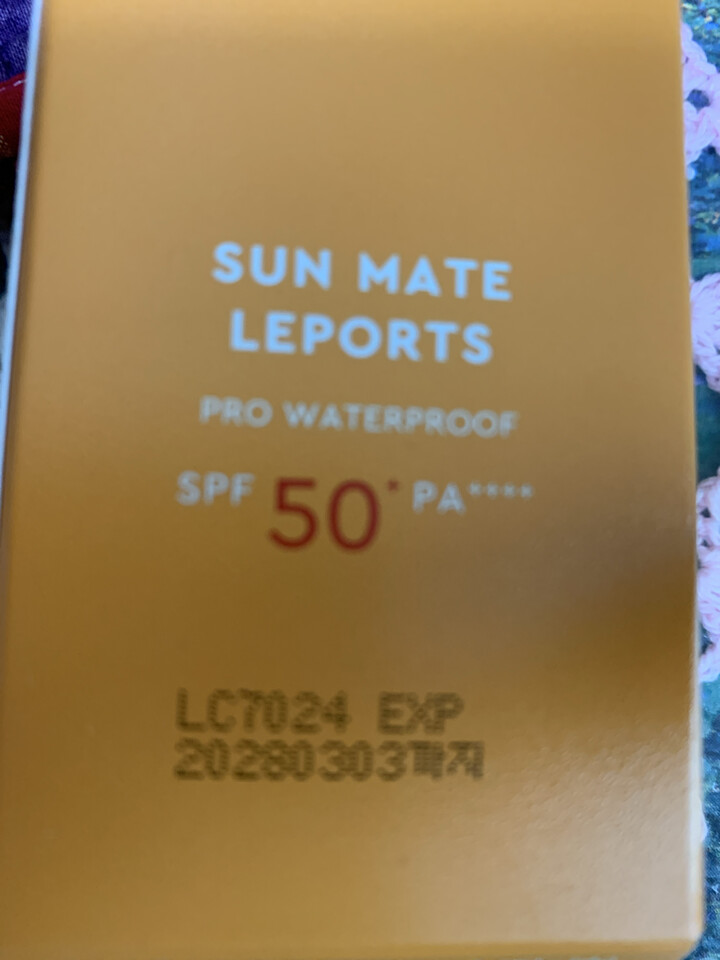 SUN MATE
LEPORTS
PRO WATERPROOF
SPF 50+ PA++++
LC7024 EXP
20280303까지